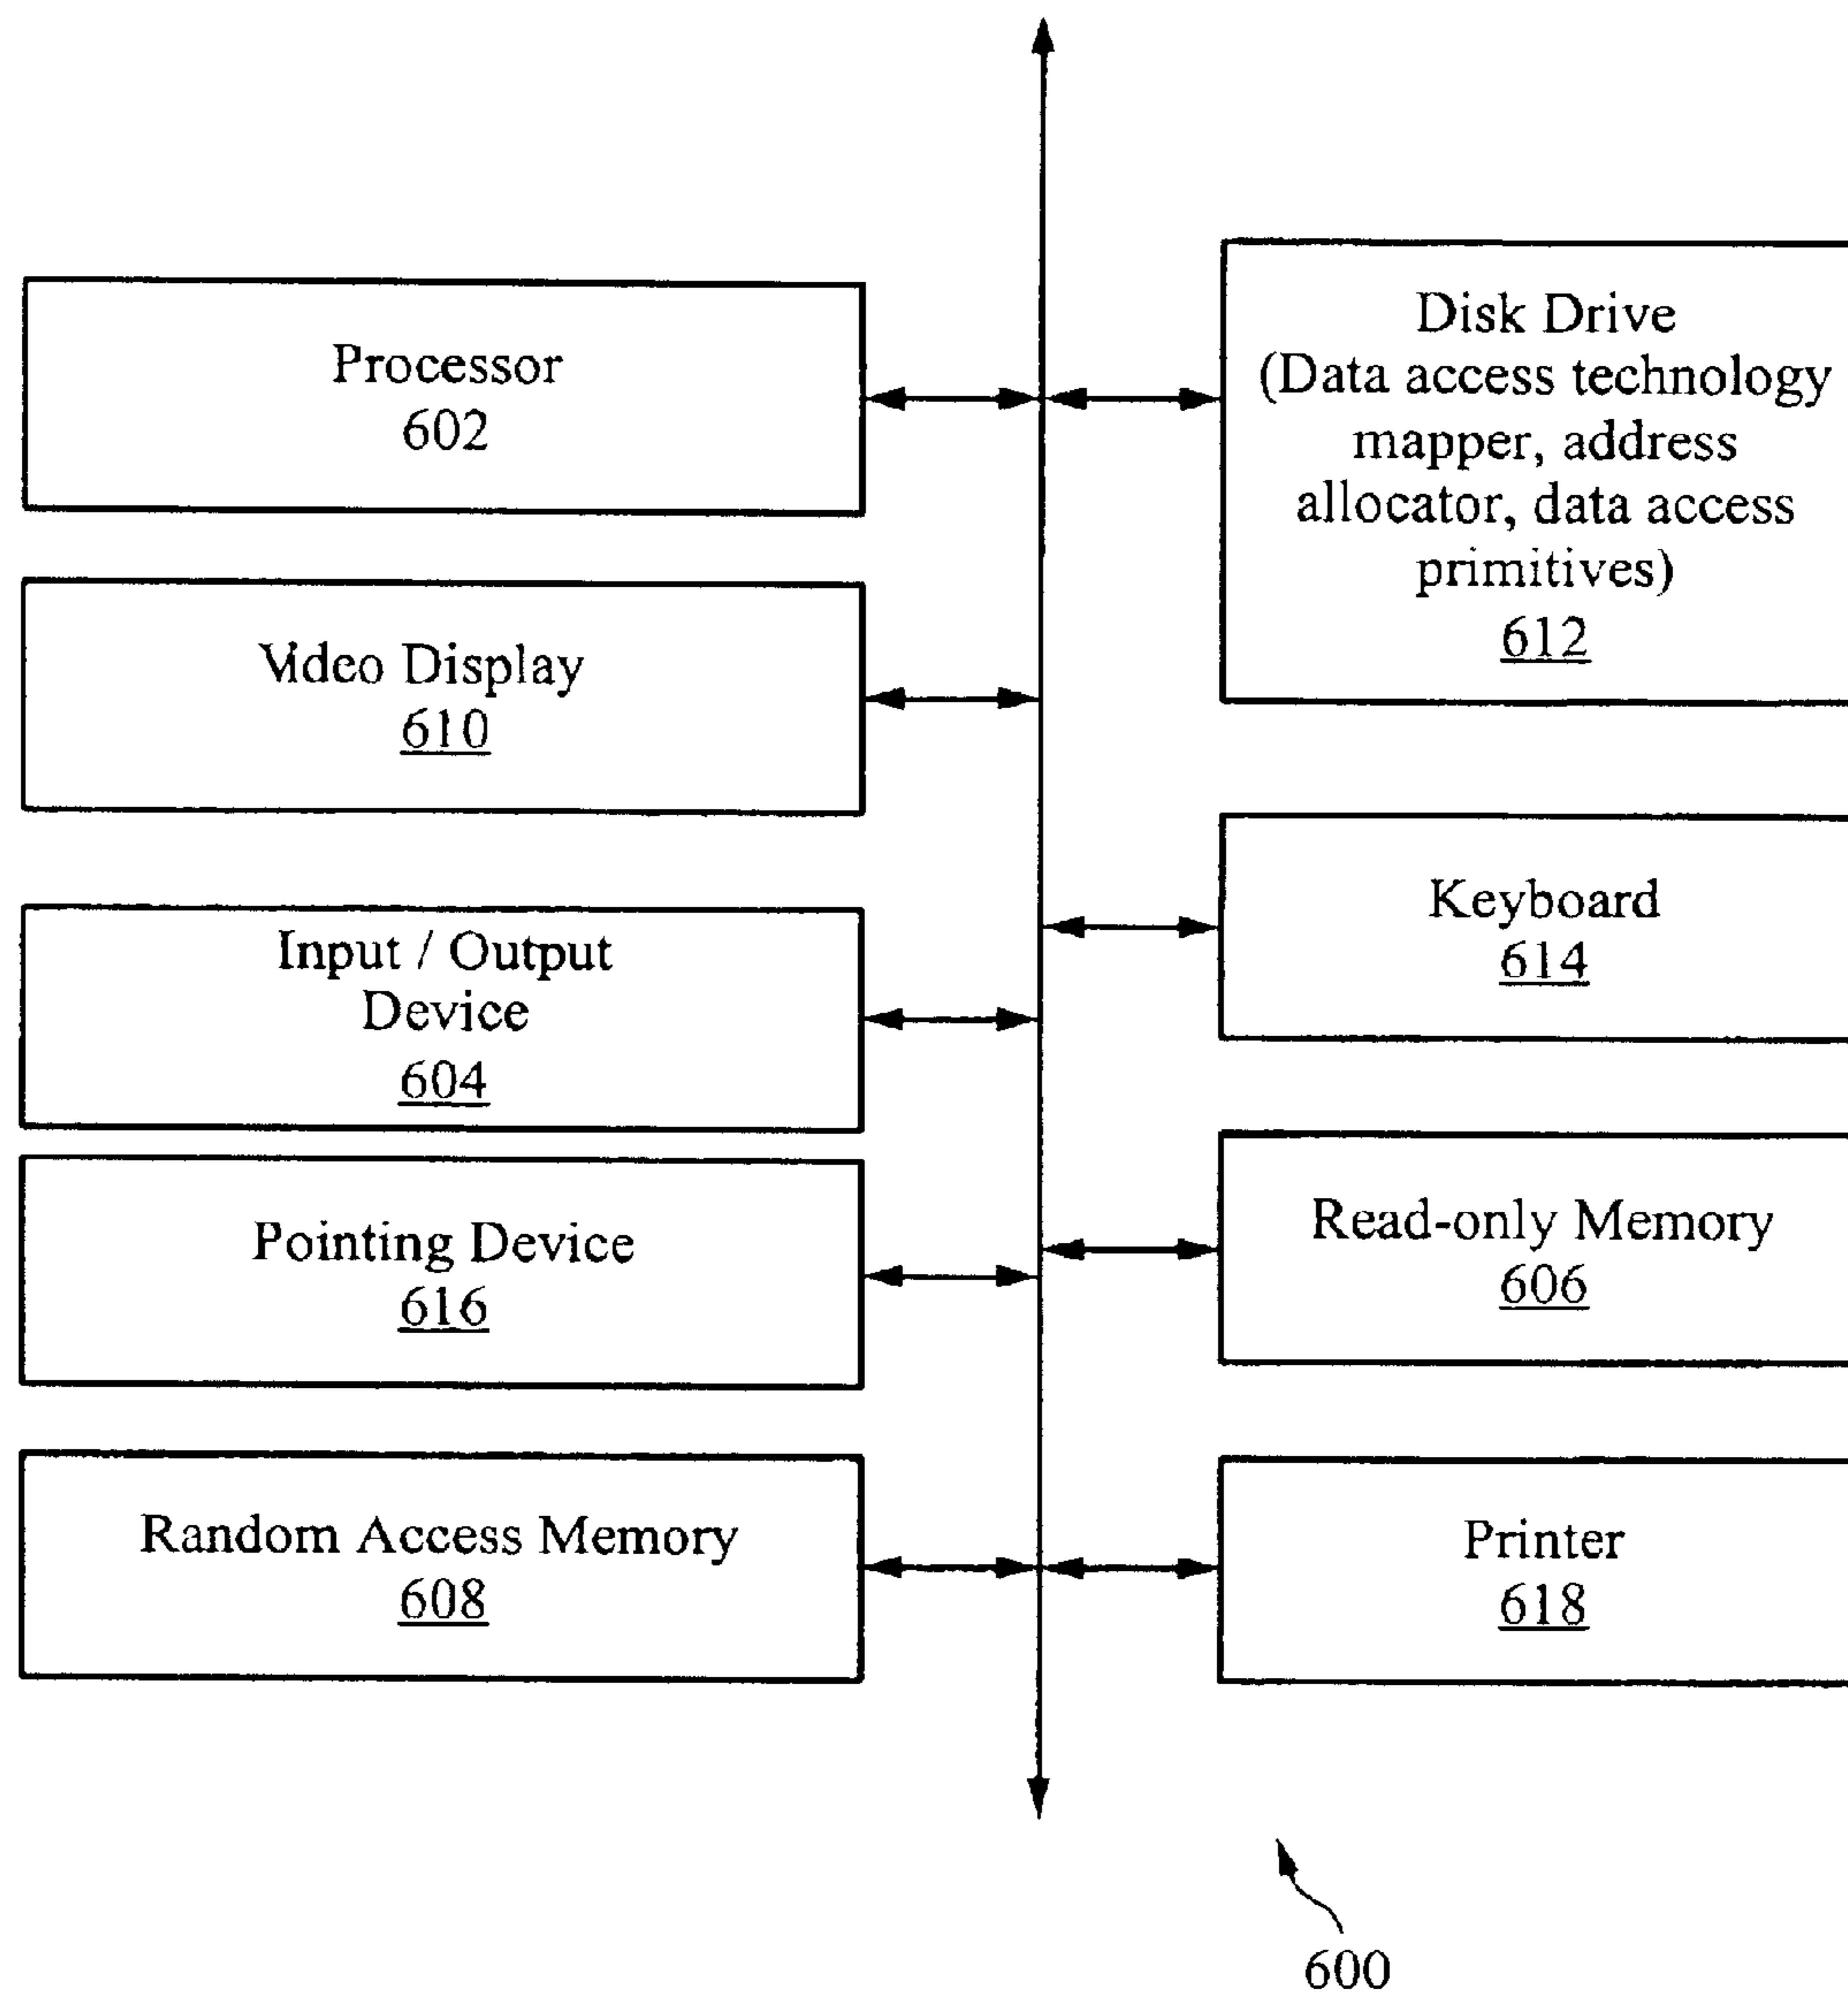 Processor
602
Video Display
610
Input / Output
Device
604
Pointing Device
616
Random Access Memory
608
Disk Drive
(Data access technology
mapper, address
allocator, data access
primitives)
612
Keyboard
614
Read-only Memory
606
Printer
618
600